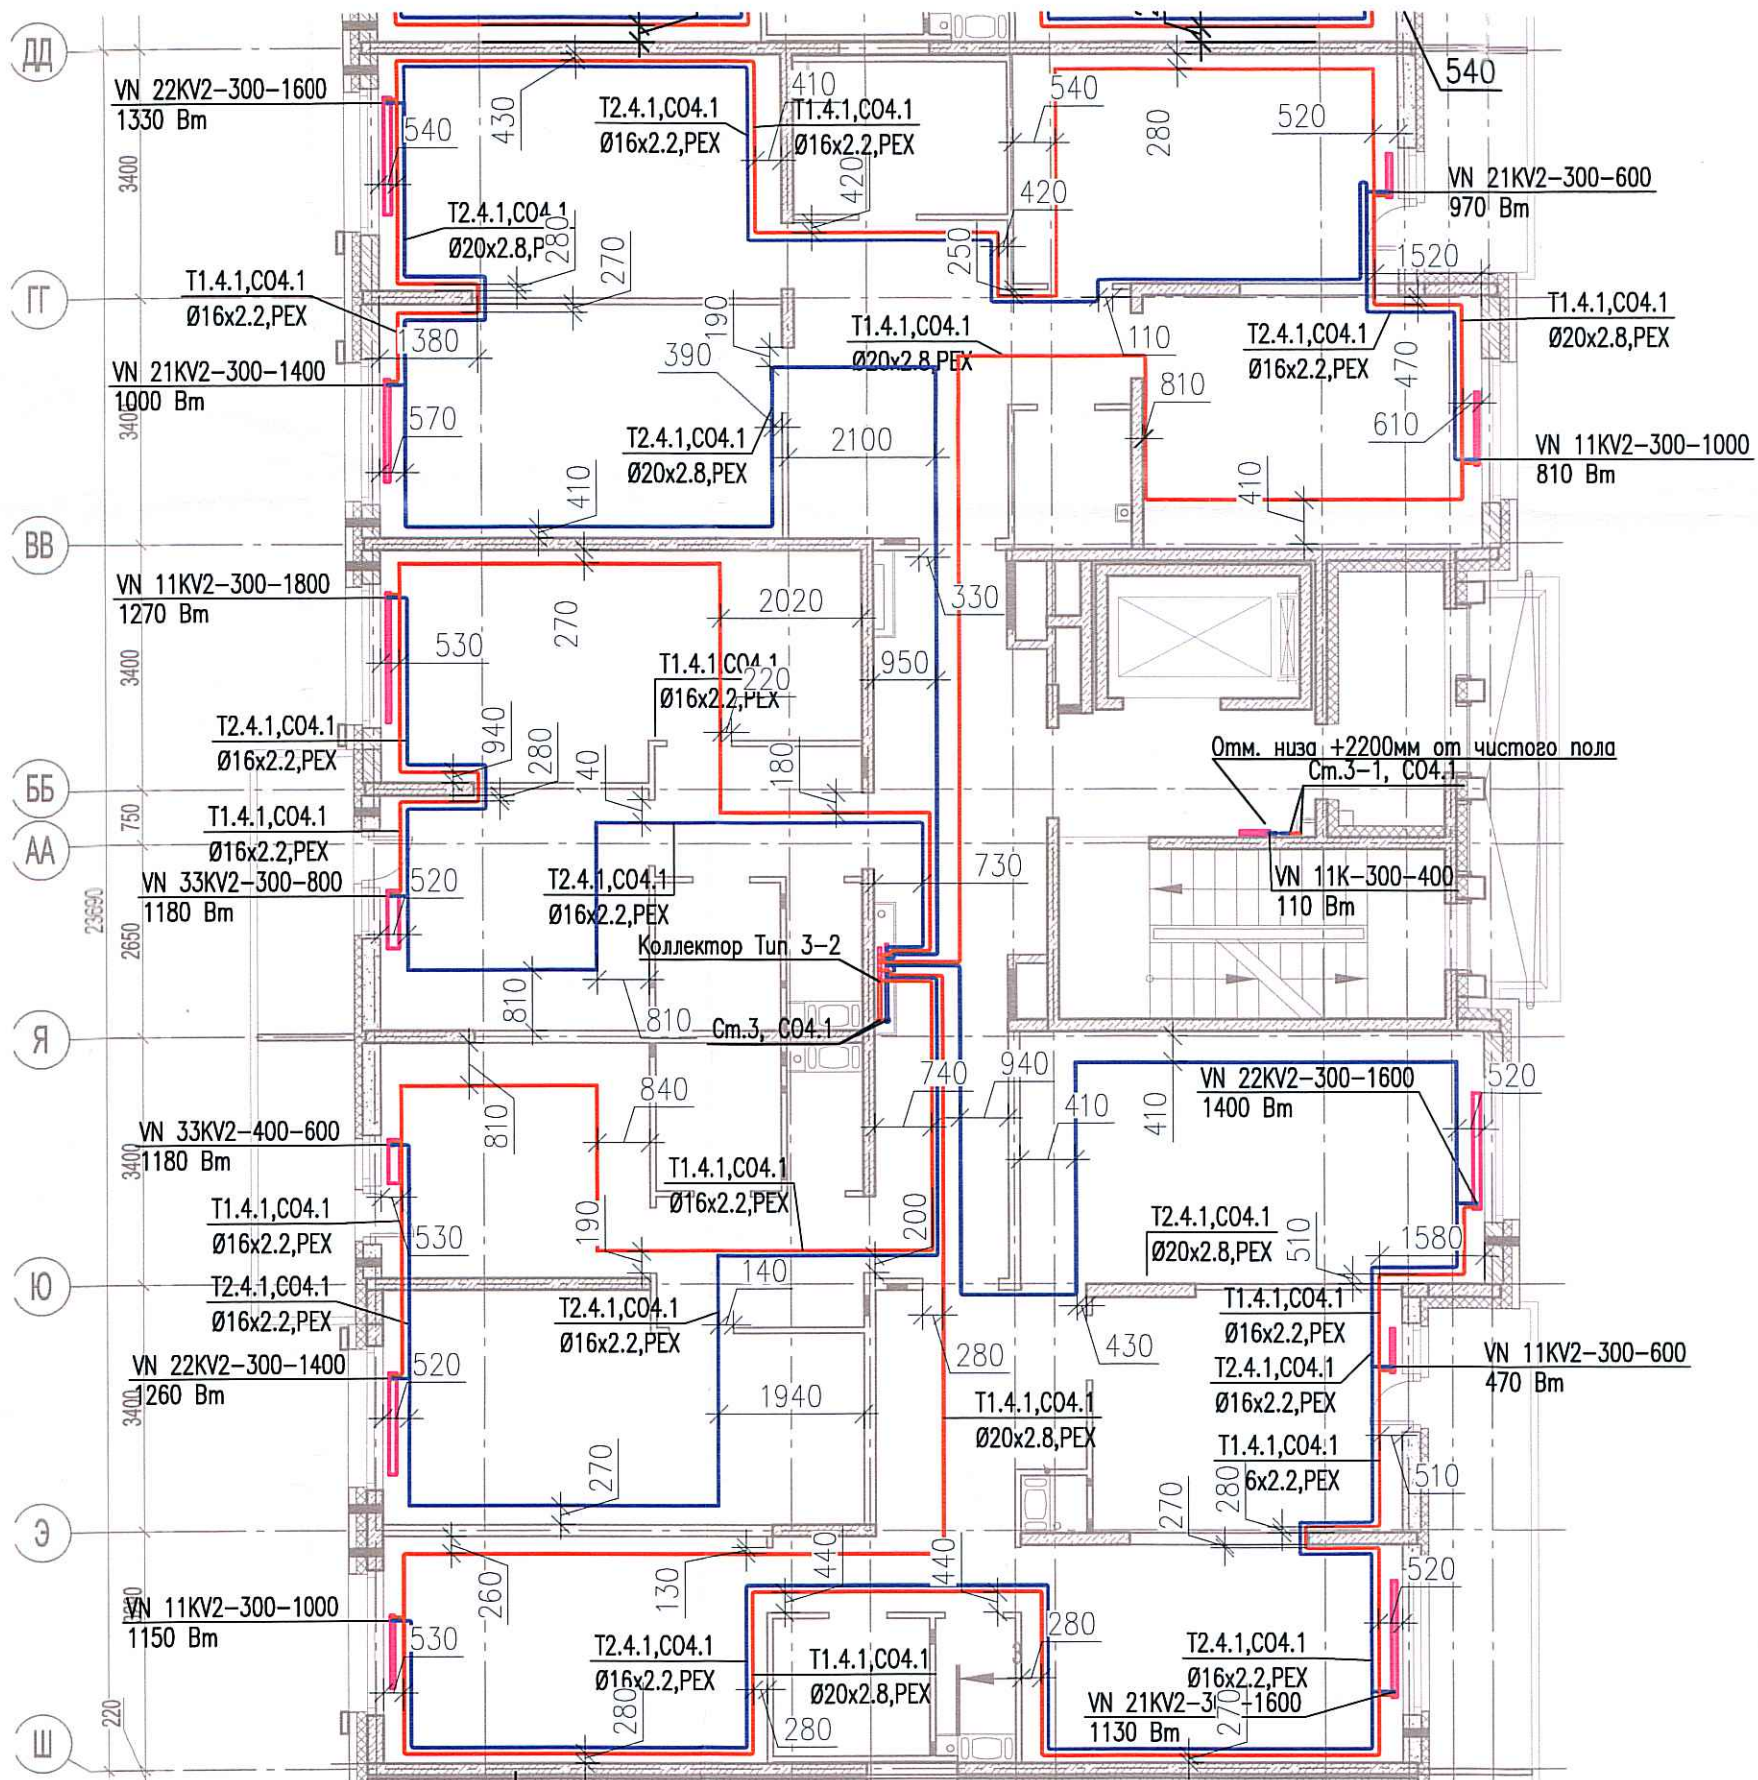 ДД
ГГ
ВВ
ББ
АА
Я
Ю
Э
Ш
3400
3400
3400
750
2650
23690
3400
3400
220
VN 22KV2-300-1600
1330 Вт
540
430
T2.4.1,CO4.1
Ø16x2.2,PEX
410
T1.4.1,CO4.1
Ø16x2.2,PEX
420
540
280
520
540
VN 21KV2-300-600
970 Вт
T2.4.1,CO4.1
Ø20x2.8,P
280
270
420
250
1520
T1.4.1,CO4.1
Ø16x2.2,PEX
1380
190
T1.4.1,CO4.1
Ø20x2.8,PEX
110
T2.4.1,CO4.1
Ø16x2.2,PEX
470
T1.4.1,CO4.1
Ø20x2.8,PEX
VN 21KV2-300-1400
1000 Вт
570
390
T2.4.1,CO4.1
Ø20x2.8,PEX
2100
810
610
VN 11KV2-300-1000
810 Вт
410
410
VN 11KV2-300-1800
1270 Вт
530
270
2020
330
T1.4.1,CO4.1
Ø16x2.2,PEX
220
950
T2.4.1,CO4.1
Ø16x2.2,PEX
940
280
140
180
Отм. низа +2200мм от чистого пола
Ст.3-1, CO4.1
T1.4.1,CO4.1
Ø16x2.2,PEX
VN 33KV2-300-800
1180 Вт
520
T2.4.1,CO4.1
Ø16x2.2,PEX
730
VN 11K-300-400
110 Вт
Коллектор Тип 3-2
810
810
Ст.3, CO4.1
740
940
VN 33KV2-400-600
1180 Вт
810
840
410
410
VN 22KV2-300-1600
1400 Вт
520
T1.4.1,CO4.1
Ø16x2.2,PEX
T1.4.1,CO4.1
Ø16x2.2,PEX
530
190
200
T2.4.1,CO4.1
Ø20x2.8,PEX
510
1580
T2.4.1,CO4.1
Ø16x2.2,PEX
140
T2.4.1,CO4.1
Ø16x2.2,PEX
280
430
T1.4.1,CO4.1
Ø16x2.2,PEX
T2.4.1,CO4.1
Ø16x2.2,PEX
VN 11KV2-300-600
470 Вт
VN 22KV2-300-1400
1260 Вт
520
1940
T1.4.1,CO4.1
Ø20x2.8,PEX
T1.4.1,CO4.1
6x2.2,PEX
510
270
270
280
260
130
440
440
520
VN 11KV2-300-1000
1150 Вт
530
T2.4.1,CO4.1
Ø16x2.2,PEX
280
T1.4.1,CO4.1
Ø20x2.8,PEX
280
280
T2.4.1,CO4.1
Ø16x2.2,PEX
VN 21KV2-3 -1600
1130 Вт
270